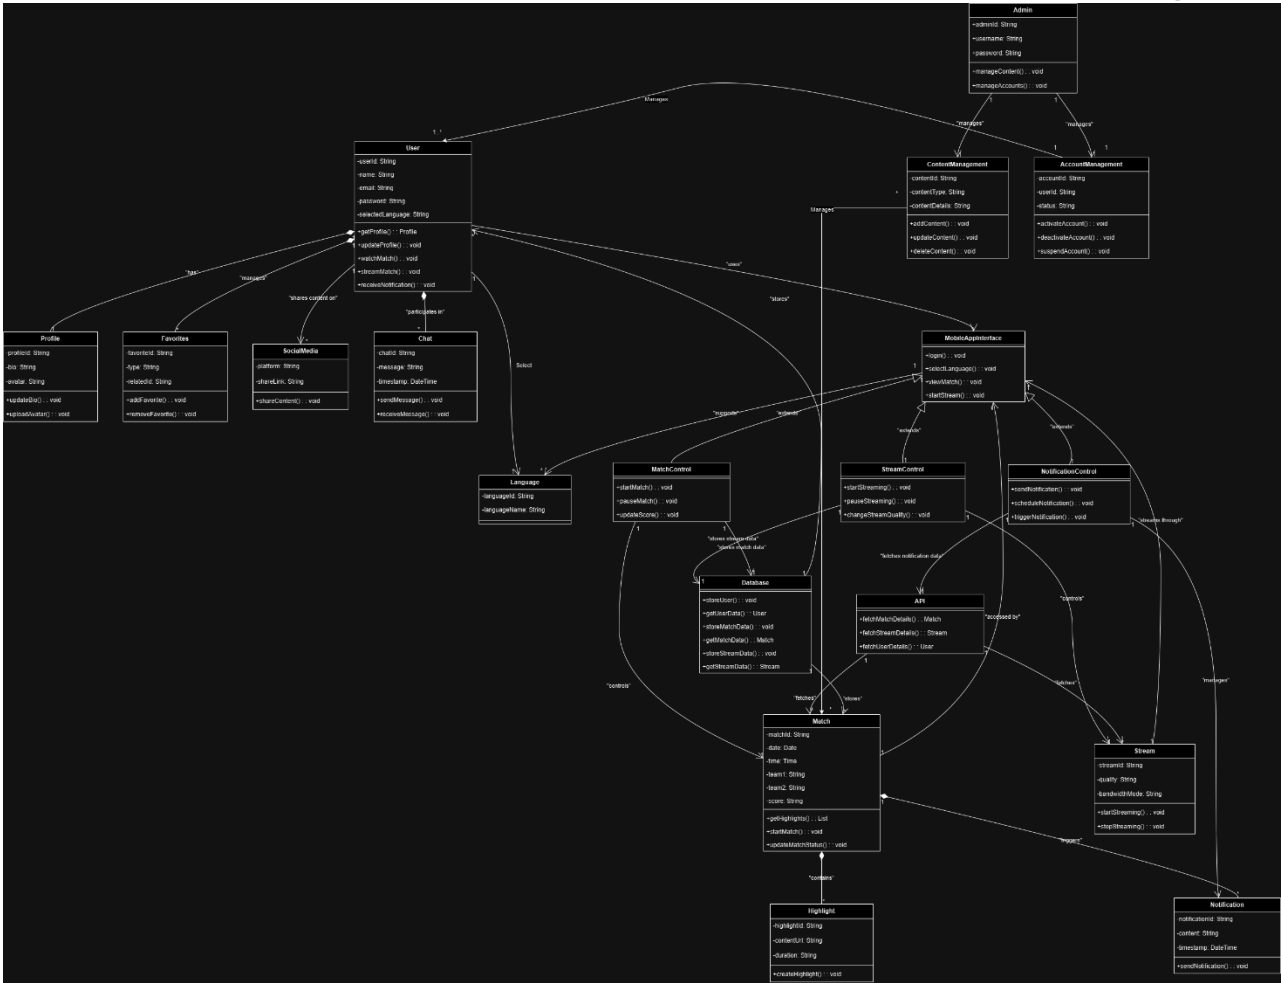 Admin
-adminId: String
-username: String
-password: String
+manageContent() : : void
+manageAccounts() : : void
1
1
"manages"
"manages"
1
1
Manages
1..*
User
-userId: String
-name: String
-email: String
-password: String
-selectedLanguage: String
+getProfile() : : Profile
+updateProfile() : : void
+watchMatch() : : void
+streamMatch() : : void
+receiveNotification() : : void
ContentManagement
-contentId: String
-contentType: String
-contentDetails: String
+addContent() : : void
+updateContent() : : void
+deleteContent() : : void
AccountManagement
-accountId: String
-userId: String
-status: String
+activateAccount() : : void
+deactivateAccount() : : void
+suspendAccount() : : void
*
Manages
"has"
"manages"
"shares content on"
"participates in"
"uses"
"stores"
Select
Profile
-profileId: String
-bio: String
-avatar: String
+updateBio() : : void
+uploadAvatar() : : void
Favorites
-favoriteId: String
-type: String
-relatedId: String
+addFavorite() : : void
+removeFavorite() : : void
SocialMedia
-platform: String
-shareLink: String
+shareContent() : : void
Chat
-chatId: String
-message: String
-timestamp: DateTime
+sendMessage() : : void
+receiveMessage() : : void
MobileAppInterface
+login() : : void
+selectLanguage() : : void
+viewMatch() : : void
+startStream() : : void
"supports"
"extends"
"extends"
"extends"
Language
-languageId: String
-languageName: String
MatchControl
+startMatch() : : void
+pauseMatch() : : void
+updateScore() : : void
StreamControl
+startStreaming() : : void
+pauseStreaming() : : void
+changeStreamQuality() : : void
NotificationControl
+sendNotification() : : void
+scheduleNotification() : : void
+triggerNotification() : : void
"streams through"
"stores stream data"
"stores match data"
"fetches notification data"
Database
+storeUser() : : void
+getUserData() : : User
+storeMatchData() : : void
+getMatchData() : : Match
+storeStreamData() : : void
+getStreamData() : : Stream
API
+fetchMatchDetails() : : Match
+fetchStreamDetails() : : Stream
+fetchUserDetails() : : User
"controls"
"accessed by"
"controls"
"fetches"
"stores"
"fetches"
"manages"
Match
-matchId: String
-date: Date
-time: Time
-team1: String
-team2: String
-score: String
+getHighlights() : : List
+startMatch() : : void
+updateMatchStatus() : : void
Stream
-streamId: String
-quality: String
-bandwidthMode: String
+startStreaming() : : void
+stopStreaming() : : void
"triggers"
"contains"
Highlight
-highlightId: String
-contentUrl: String
-duration: String
+createHighlight() : : void
Notification
-notificationId: String
-content: String
-timestamp: DateTime
+sendNotification() : : void